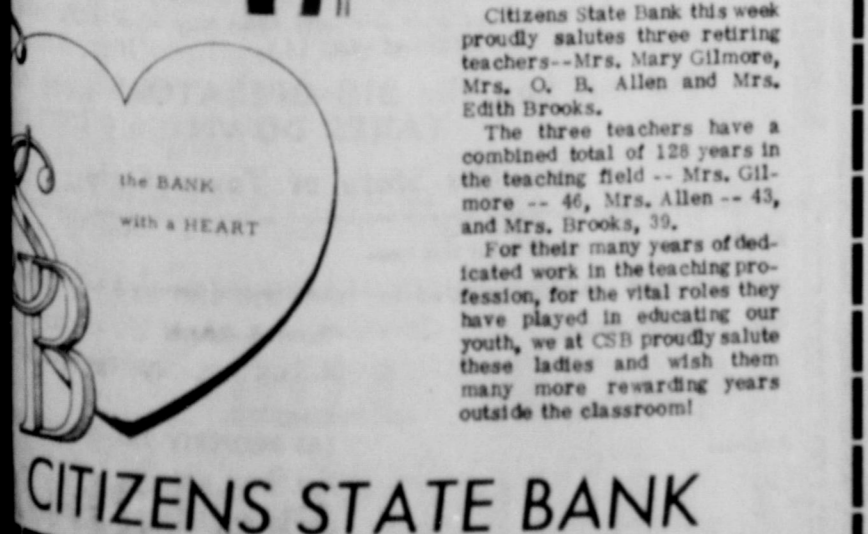 Citizens State Bank this week
proudly salutes three retiring
teachers--Mrs. Mary Gilmore,
Mrs. O. B. Allen and Mrs.
Edith Brooks.
The three teachers have a
combined total of 128 years in
the teaching field -- Mrs. Gil-
more -- 46, Mrs. Allen -- 43,
and Mrs. Brooks, 39.
For their many years of ded-
icated work in the teaching pro-
fession, for the vital roles they
have played in educating our
youth, we at CSB proudly salute
these ladies and wish them
many more rewarding years
outside the classroom!
the BANK
with a HEART
CITIZENS STATE BANK